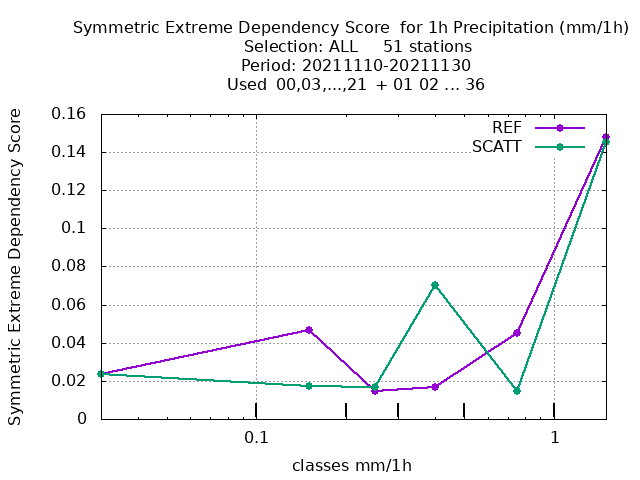 Symmetric Extreme Dependency Score  for 1h Precipitation (mm/1h)
Selection: ALL     51 stations
Period: 20211110-20211130
Used  00,03,...,21  + 01 02 ... 36
Symmetric Extreme Dependency Score
0.16
0.14
0.12
0.1
0.08
0.06
0.04
0.02
0
REF
SCATT
0.1
1
classes mm/1h